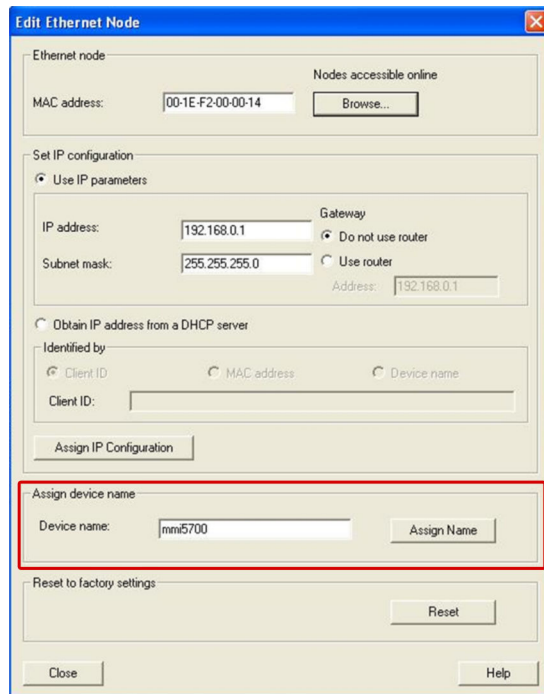 Edit Ethernet Node
Ethernet node
Nodes accessible online
MAC address: 00-1E-F2-00-00-14 Browse...
Set IP configuration
Use IP parameters
Gateway
IP address: 192.168.0.1 Do not use router
Subnet mask: 255.255.255.0 Use router
Address: 192.168.0.1
Obtain IP address from a DHCP server
Identified by
Client ID MAC address Device name
Client ID:
Assign IP Configuration
Assign device name
Device name: mmi5700 Assign Name
Reset to factory settings
Reset
Close Help